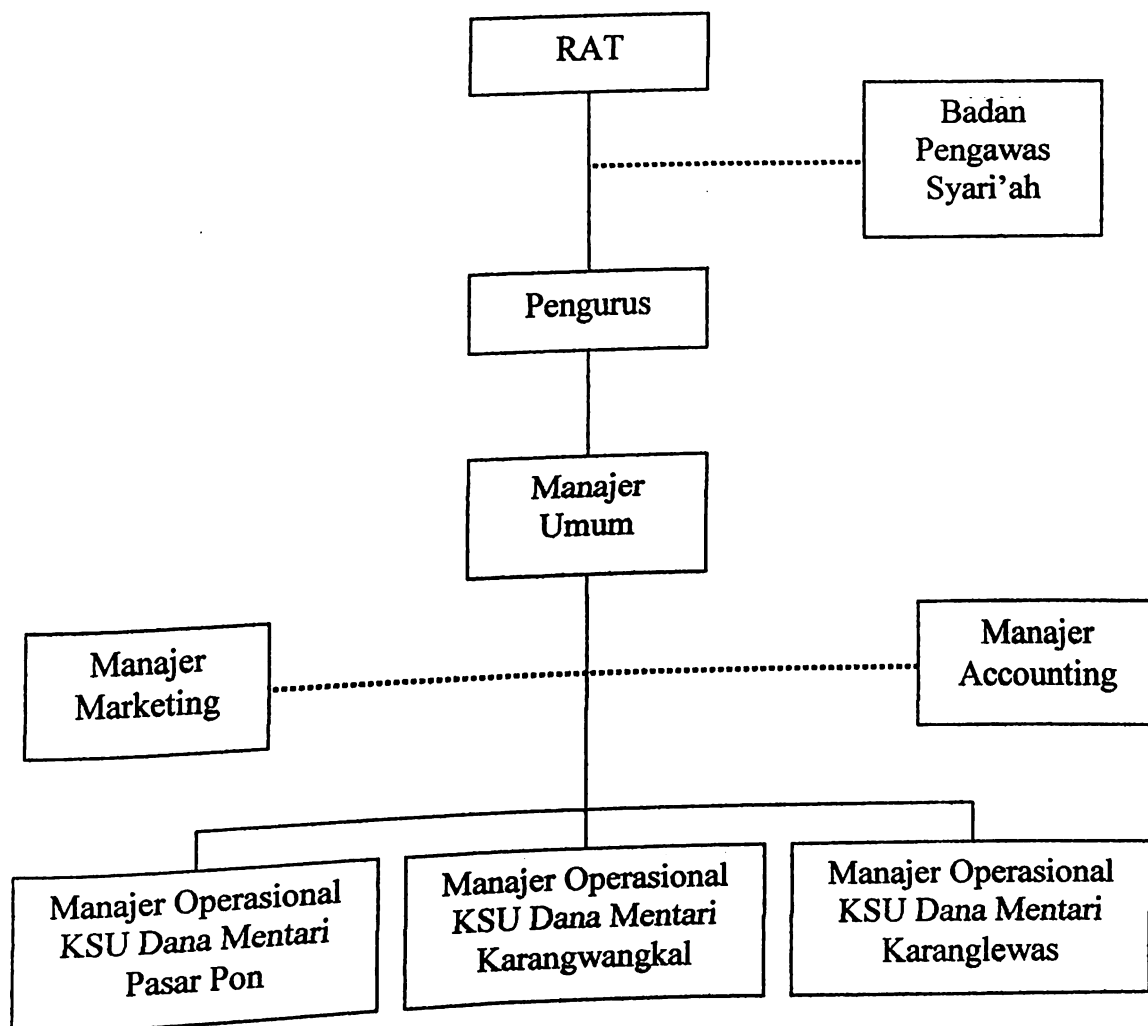 RAT
Badan
Pengawas
Syari'ah
Pengurus
Manajer
Umum
Manajer
Marketing
Manajer
Accounting
Manajer Operasional
KSU Dana Mentari
Pasar Pon
Manajer Operasional
KSU Dana Mentari
Karangwangkal
Manajer Operasional
KSU Dana Mentari
Karanglewas